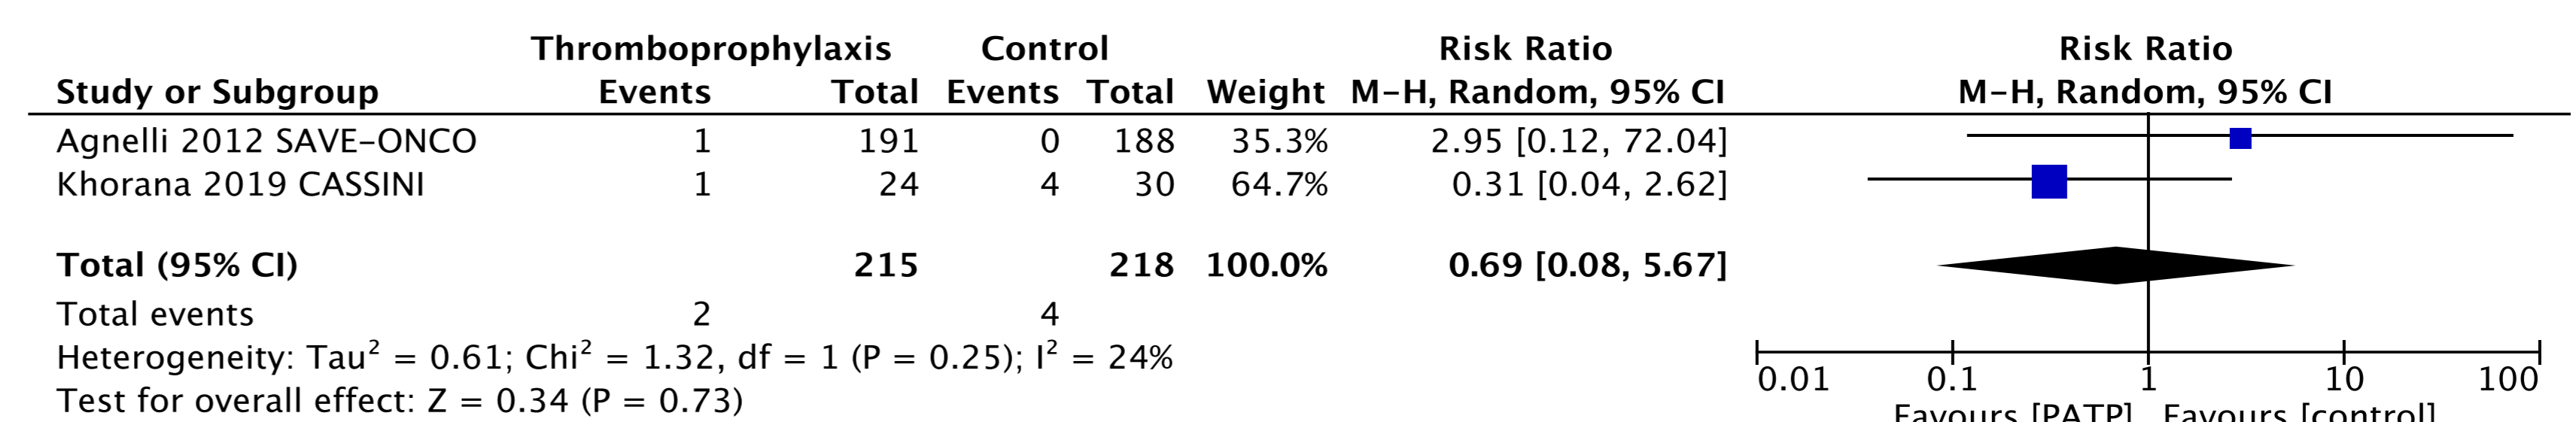 Thromboprophylaxis Control Risk Ratio Risk Ratio
Study or Subgroup Events Total Events Total Weight M-H, Random, 95% CI M-H, Random, 95% CI
Agnelli 2012 SAVE-ONCO 1 191 0 188 35.3% 2.95 [0.12, 72.04]
Khorana 2019 CASSINI 1 24 4 30 64.7% 0.31 [0.04, 2.62]
Total (95% CI) 215 218 100.0% 0.69 [0.08, 5.67]
Total events 2 4
Heterogeneity: Tau² = 0.61; Chi² = 1.32, df = 1 (P = 0.25); I² = 24%
Test for overall effect: Z = 0.34 (P = 0.73)
0.01 0.1 1 10 100
Favours [PATP] Favours [control]